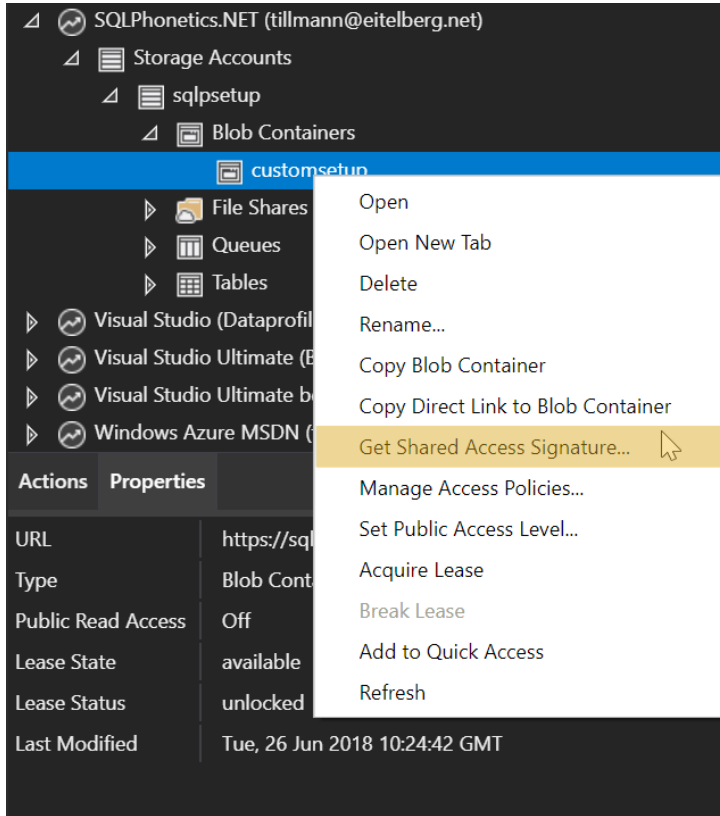 SQLPhonetics.NET (tillmann@eitelberg.net)
Storage Accounts
sqlpsetup
Blob Containers
customsetup
File Shares
Queues
Tables
Visual Studio (Dataprofil
Visual Studio Ultimate (B
Visual Studio Ultimate b
Windows Azure MSDN (
Open
Open New Tab
Delete
Rename...
Copy Blob Container
Copy Direct Link to Blob Container
Get Shared Access Signature...
Manage Access Policies...
Set Public Access Level...
Acquire Lease
Break Lease
Add to Quick Access
Refresh
Actions Properties
URL https://sql
Type Blob Cont
Public Read Access Off
Lease State available
Lease Status unlocked
Last Modified Tue, 26 Jun 2018 10:24:42 GMT